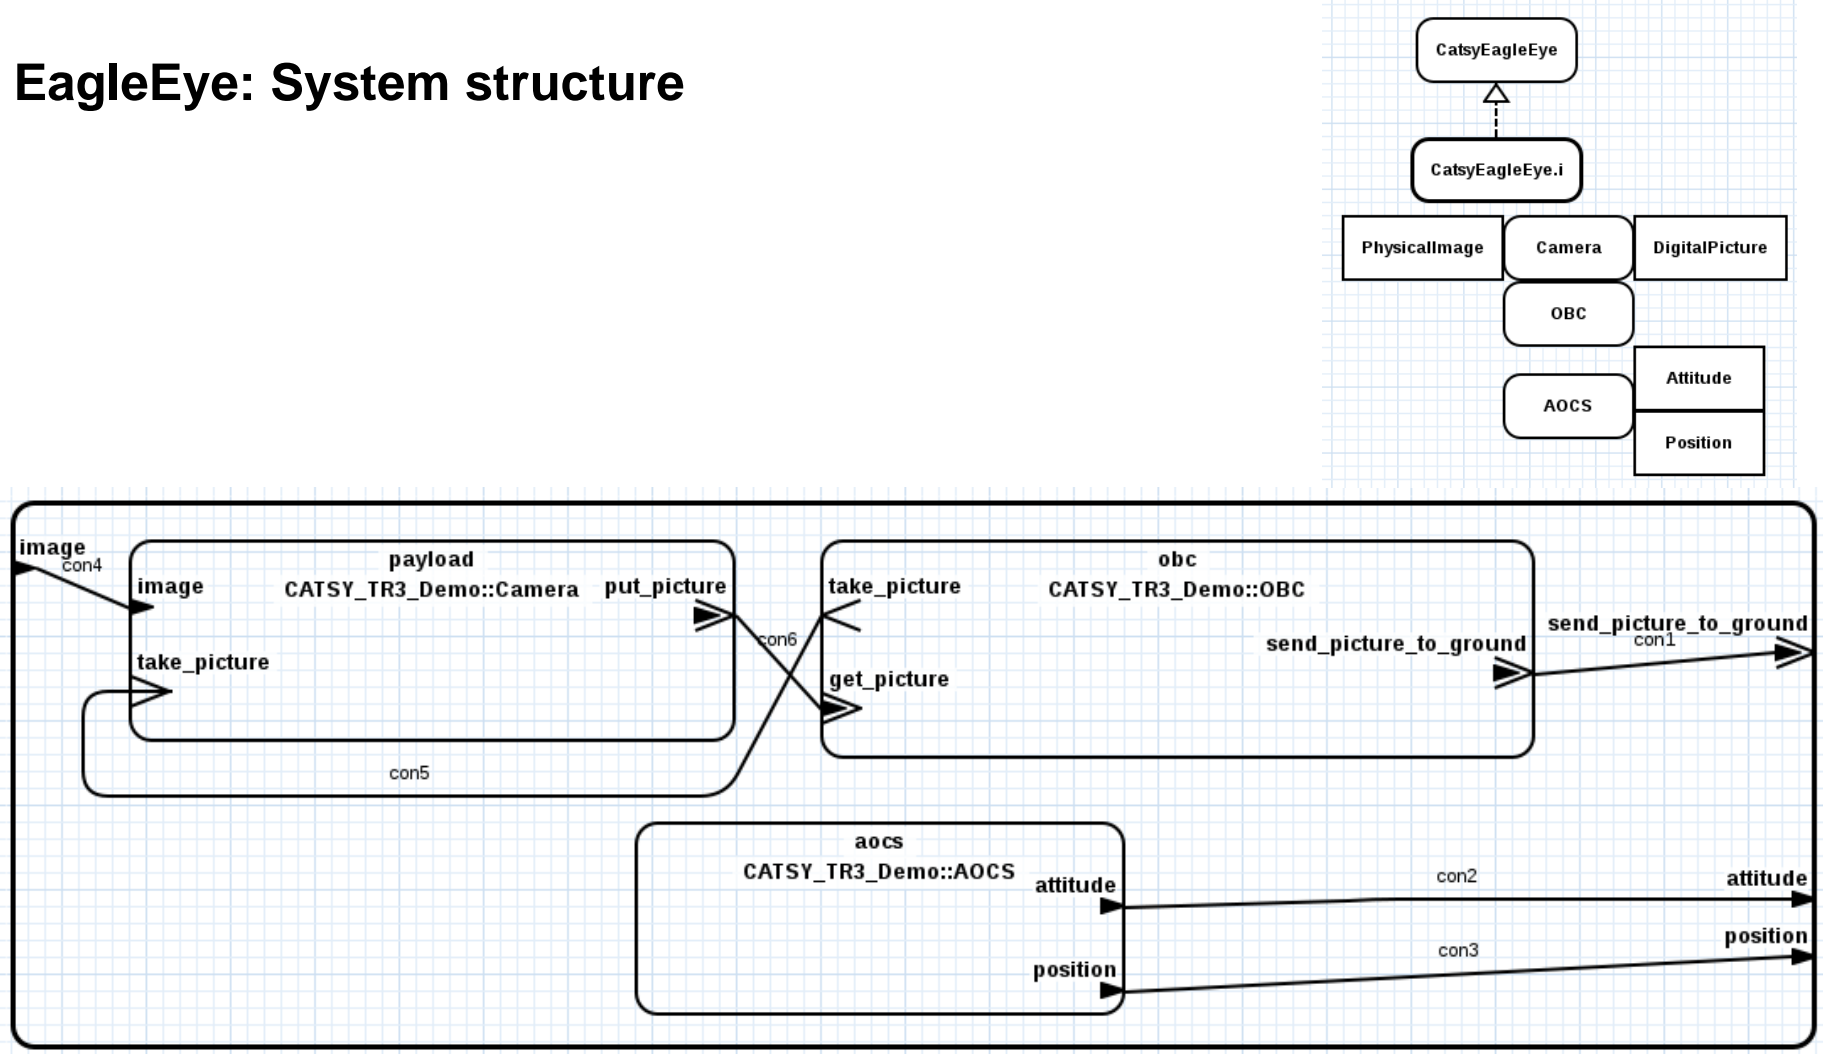 EagleEye: System structure
CatsyEagleEye
CatsyEagleEye.i
PhysicalImage
Camera
DigitalPicture
OBC
Attitude
AOCS
Position
image
con4
payload
CATSY_TR3_Demo::Camera
image
put_picture
take_picture
con5
con6
obc
CATSY_TR3_Demo::OBC
take_picture
get_picture
send_picture_to_ground
send_picture_to_ground
con1
aocs
CATSY_TR3_Demo::AOCS
attitude
position
con2
attitude
con3
position